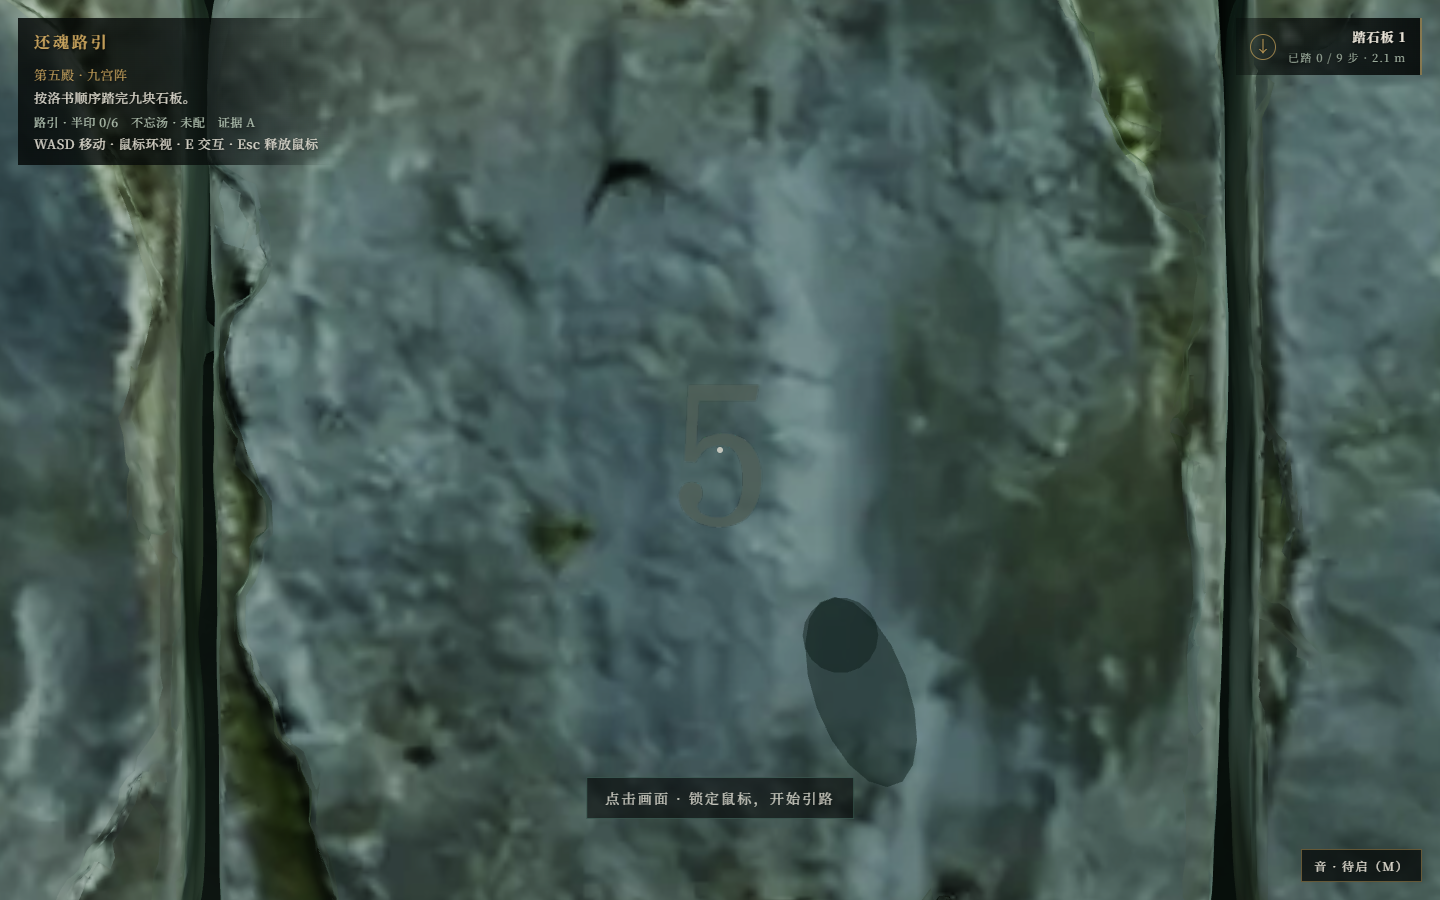 还魂路引
第五殿 · 九宫阵
按洛书顺序踏完九块石板。
路引 · 半印 0/6 不忘汤 · 未配 证据 A
WASD 移动 · 鼠标环视 · E 交互 · Esc 释放鼠标
踏石板 1
已踏 0 / 9 步 · 2.1 m
5
点击画面 · 锁定鼠标，开始引路
音 · 待启（M）